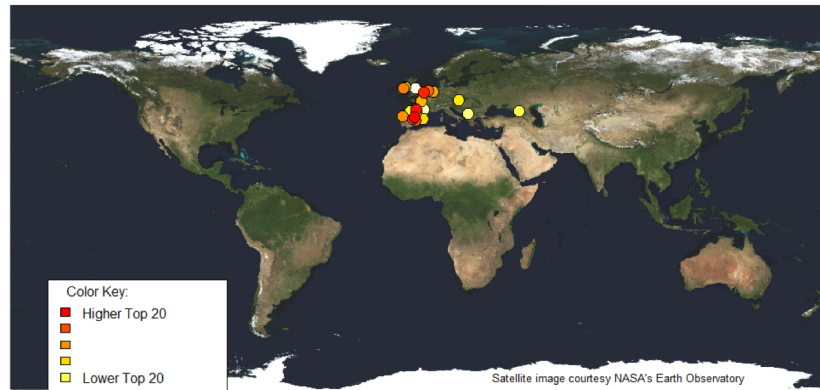 Color Key:
Higher Top 20
Lower Top 20
Satellite image courtesy NASA's Earth Observatory